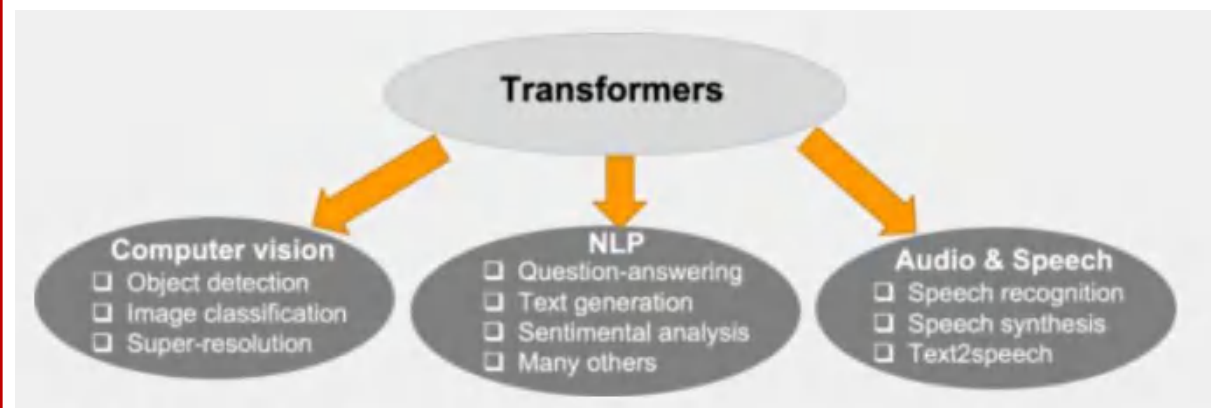 Transformers
Computer vision
❑ Object detection
❑ Image classification
❑ Super-resolution
NLP
❑ Question-answering
❑ Text generation
❑ Sentimental analysis
❑ Many others
Audio & Speech
❑ Speech recognition
❑ Speech synthesis
❑ Text2speech